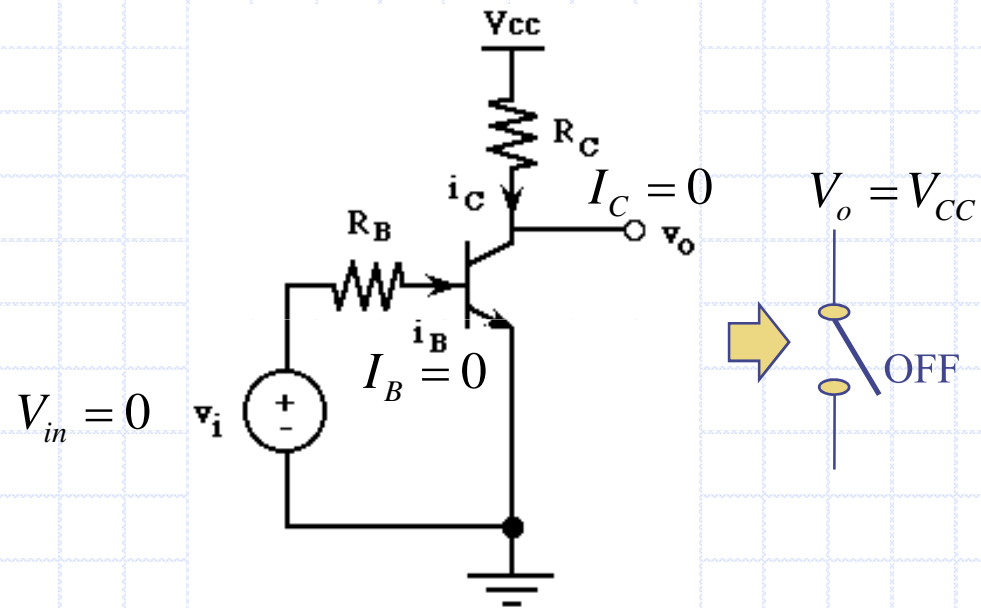 Vcc
R_C
i_C
I_C = 0
V_o = V_CC
R_B
v_o
i_B
I_B = 0
OFF
V_in = 0
v_i
+
-